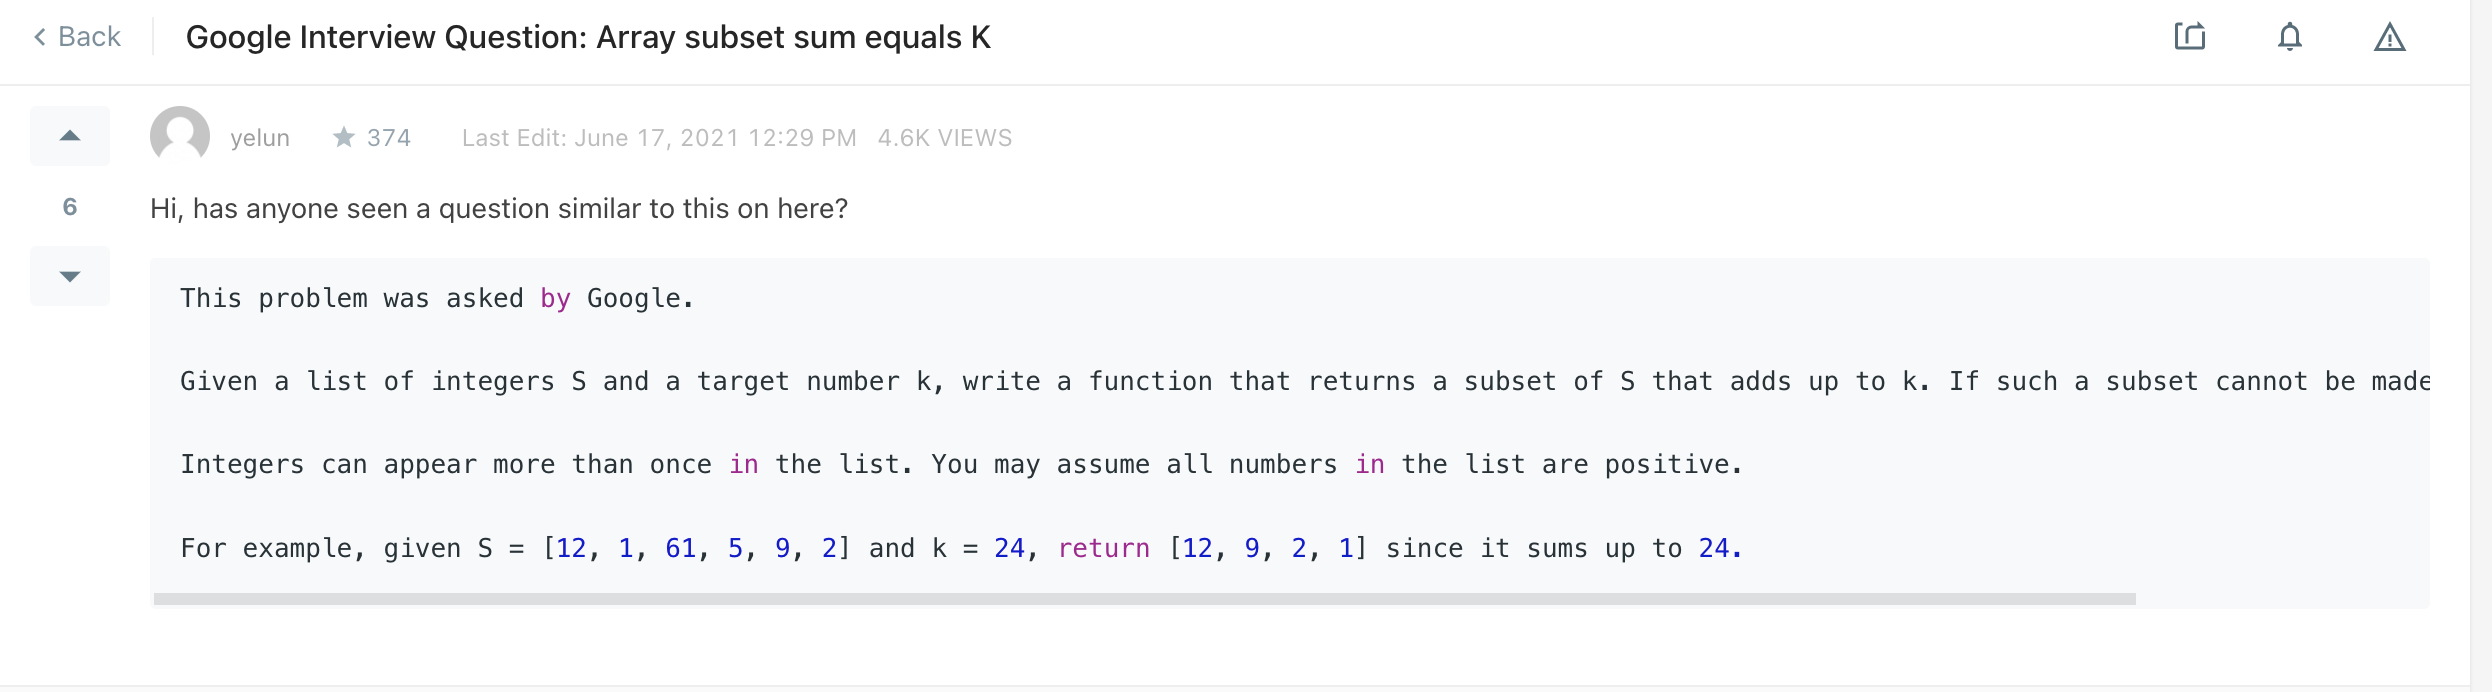 Back
Google Interview Question: Array subset sum equals K
yelun 374 Last Edit: June 17, 2021 12:29 PM 4.6K VIEWS
6
Hi, has anyone seen a question similar to this on here?
This problem was asked by Google.
Given a list of integers S and a target number k, write a function that returns a subset of S that adds up to k. If such a subset cannot be made
Integers can appear more than once in the list. You may assume all numbers in the list are positive.
For example, given S = [12, 1, 61, 5, 9, 2] and k = 24, return [12, 9, 2, 1] since it sums up to 24.